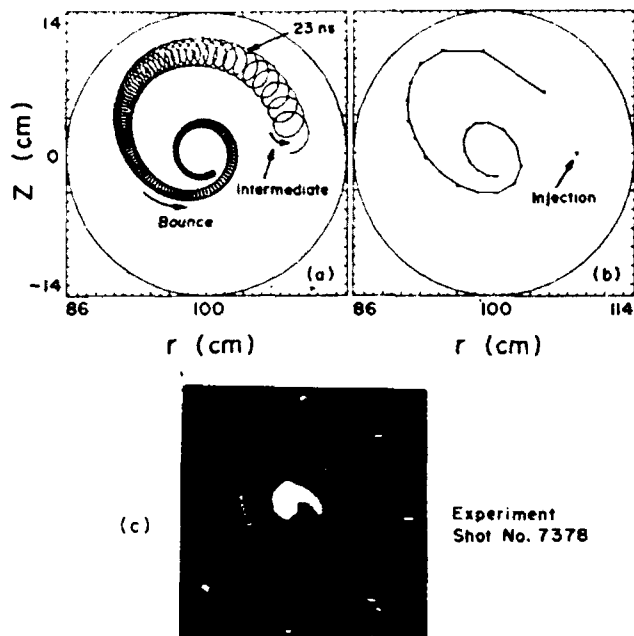 14
23 ns
Z (cm)
0
Intermediate
Injection
Bounce
(a)
(b)
-14
86
100
86
100
114
r (cm)
r (cm)
(c)
Experiment
Shot No. 7378